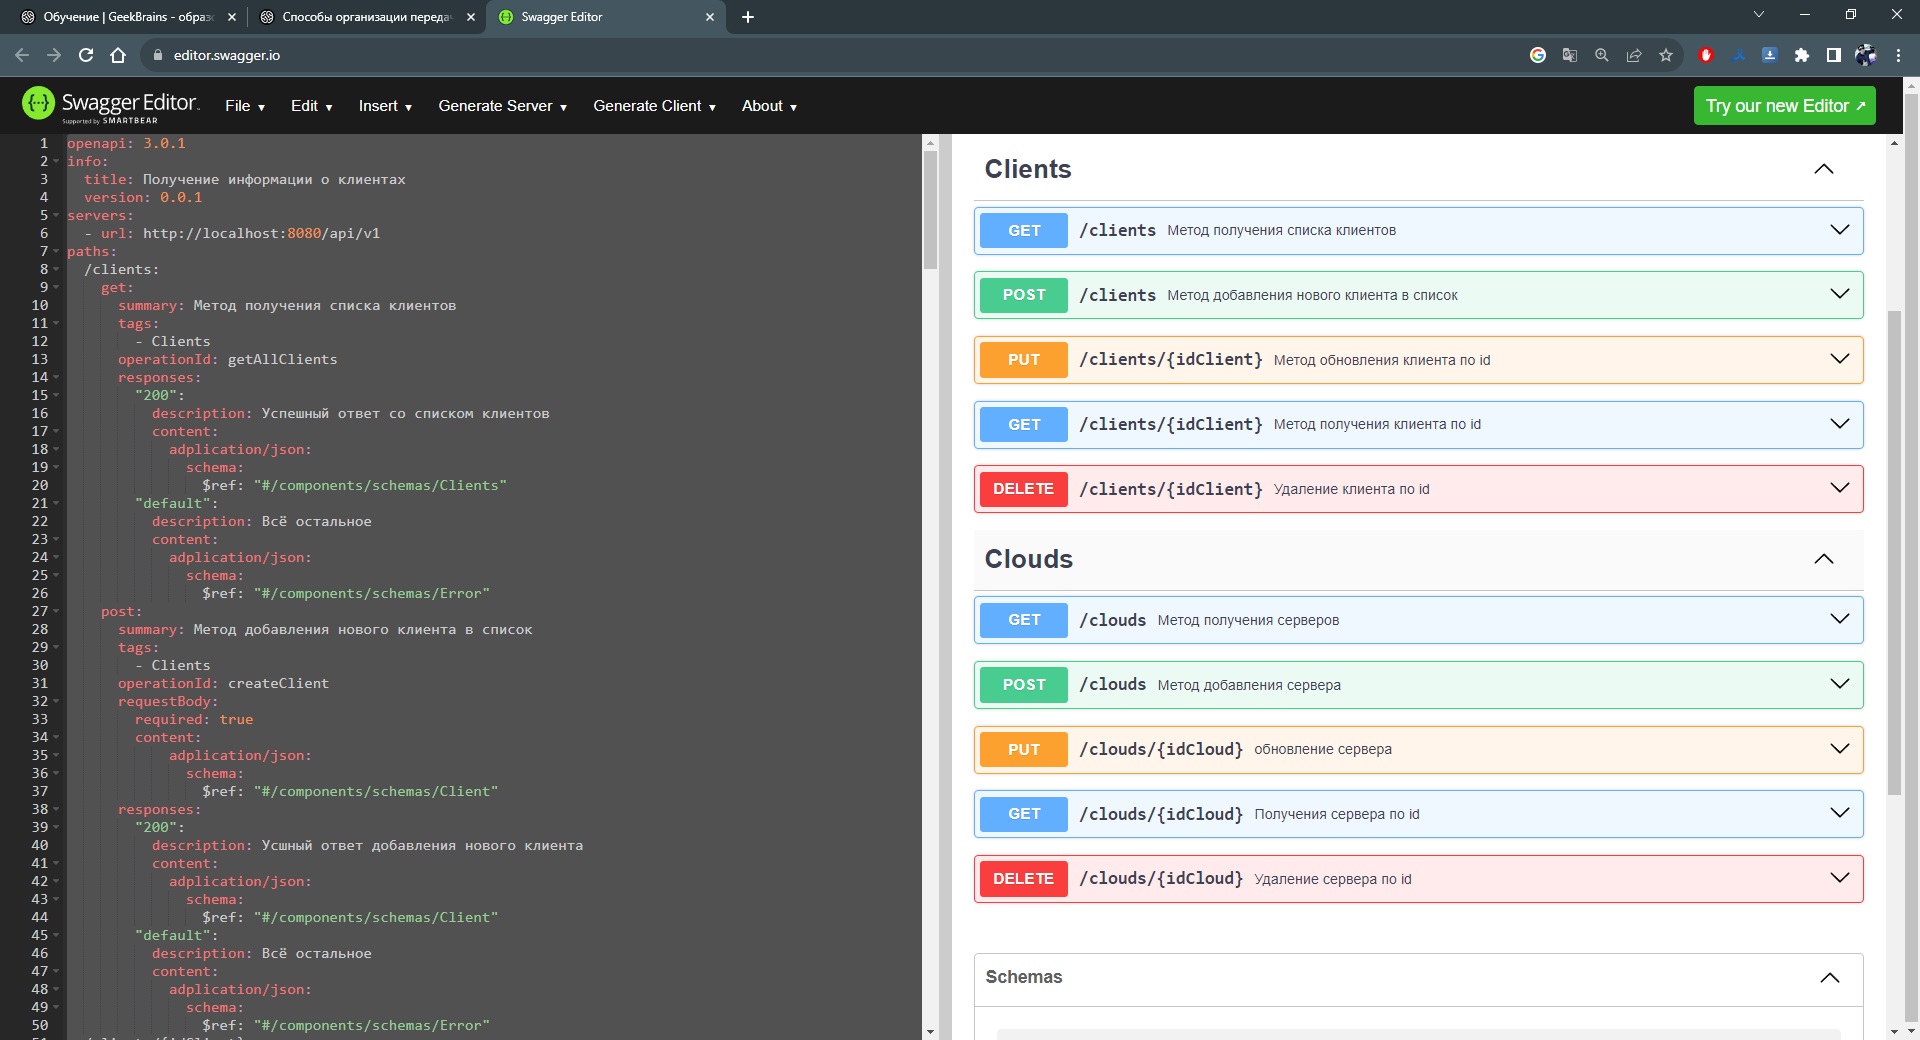 Обучение | GeekBrains - образо
Способы организации передач
Swagger Editor
editor.swagger.io
Swagger Editor
Supported by SMARTBEAR
File
Edit
Insert
Generate Server
Generate Client
About
Try our new Editor ↗
1 openapi: 3.0.1
2 info:
3 title: Получение информации о клиентах
4 version: 0.0.1
5 servers:
6 - url: http://localhost:8080/api/v1
7 paths:
8 /clients:
9 get:
10 summary: Метод получения списка клиентов
11 tags:
12 - Clients
13 operationId: getAllClients
14 responses:
15 "200":
16 description: Успешный ответ со списком клиентов
17 content:
18 adplication/json:
19 schema:
20 $ref: "#/components/schemas/Clients"
21 "default":
22 description: Всё остальное
23 content:
24 adplication/json:
25 schema:
26 $ref: "#/components/schemas/Error"
27 post:
28 summary: Метод добавления нового клиента в список
29 tags:
30 - Clients
31 operationId: createClient
32 requestBody:
33 required: true
34 content:
35 adplication/json:
36 schema:
37 $ref: "#/components/schemas/Client"
38 responses:
39 "200":
40 description: Усшный ответ добавления нового клиента
41 content:
42 adplication/json:
43 schema:
44 $ref: "#/components/schemas/Client"
45 "default":
46 description: Всё остальное
47 content:
48 adplication/json:
49 schema:
50 $ref: "#/components/schemas/Error"
Clients
GET /clients Метод получения списка клиентов
POST /clients Метод добавления нового клиента в список
PUT /clients/{idClient} Метод обновления клиента по id
GET /clients/{idClient} Метод получения клиента по id
DELETE /clients/{idClient} Удаление клиента по id
Clouds
GET /clouds Метод получения серверов
POST /clouds Метод добавления сервера
PUT /clouds/{idCloud} обновление сервера
GET /clouds/{idCloud} Получения сервера по id
DELETE /clouds/{idCloud} Удаление сервера по id
Schemas